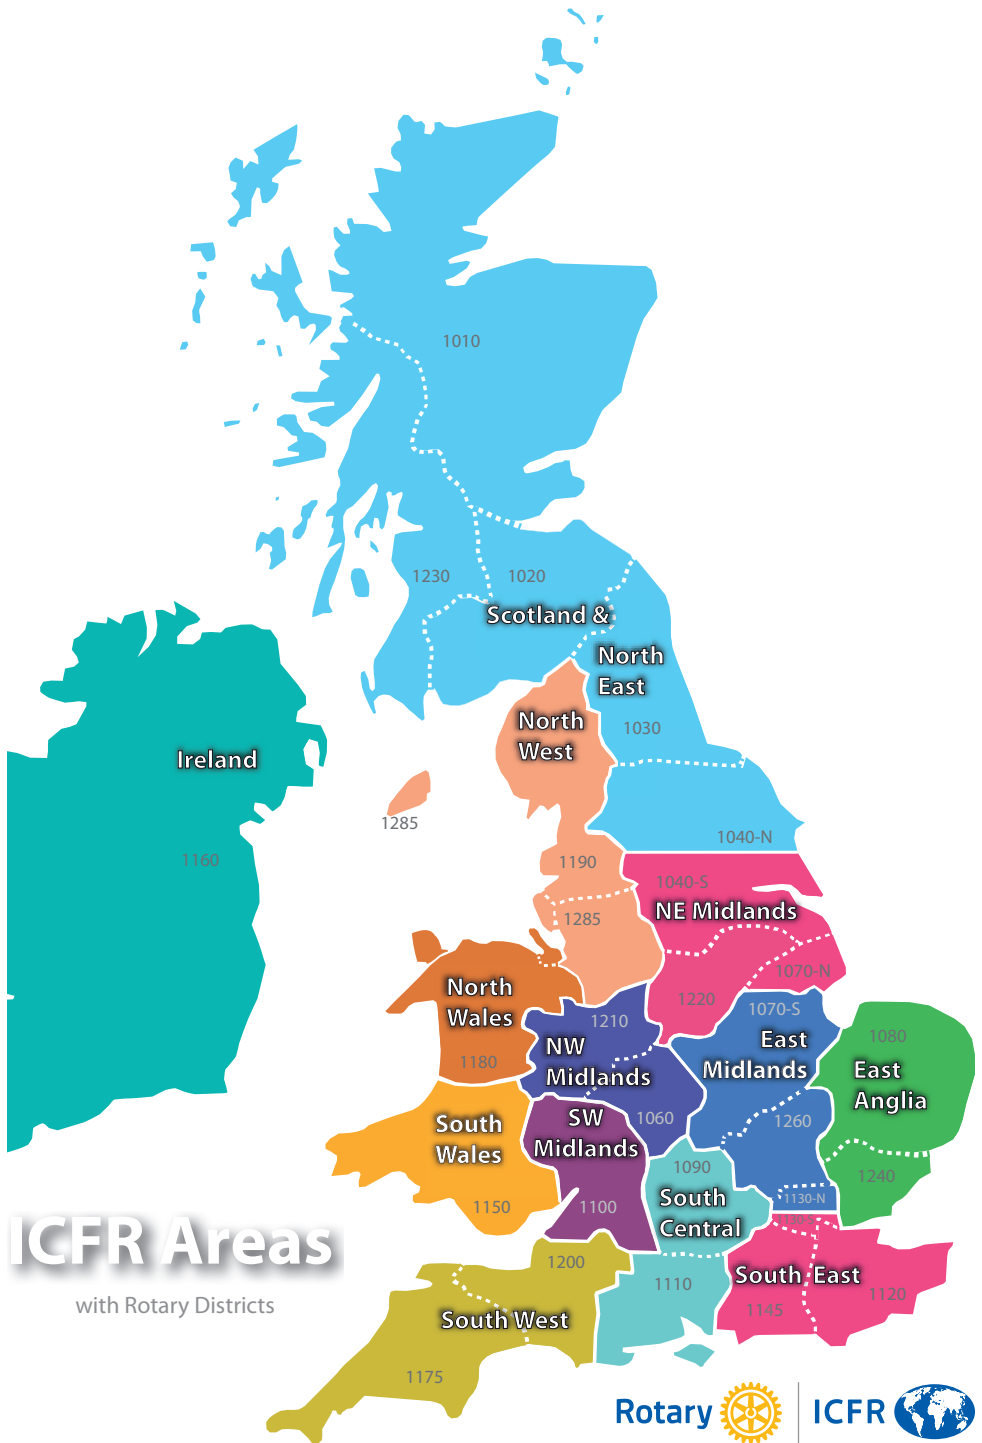 1010
1230
1020
Scotland &
North
East
North
West
1030
Ireland
1285
1040-N
1160
1190
1040-S
1285
NE Midlands
1070-N
North
Wales
1220
1070-S
1210
East
Midlands
1080
NW
Midlands
East
Anglia
1180
SW
Midlands
1060
1260
South
Wales
1090
1240
South
Central
1130-N
1150
1100
1130-S
ICFR Areas
with Rotary Districts
1200
1110
South East
1120
1145
South West
1175
Rotary
ICFR